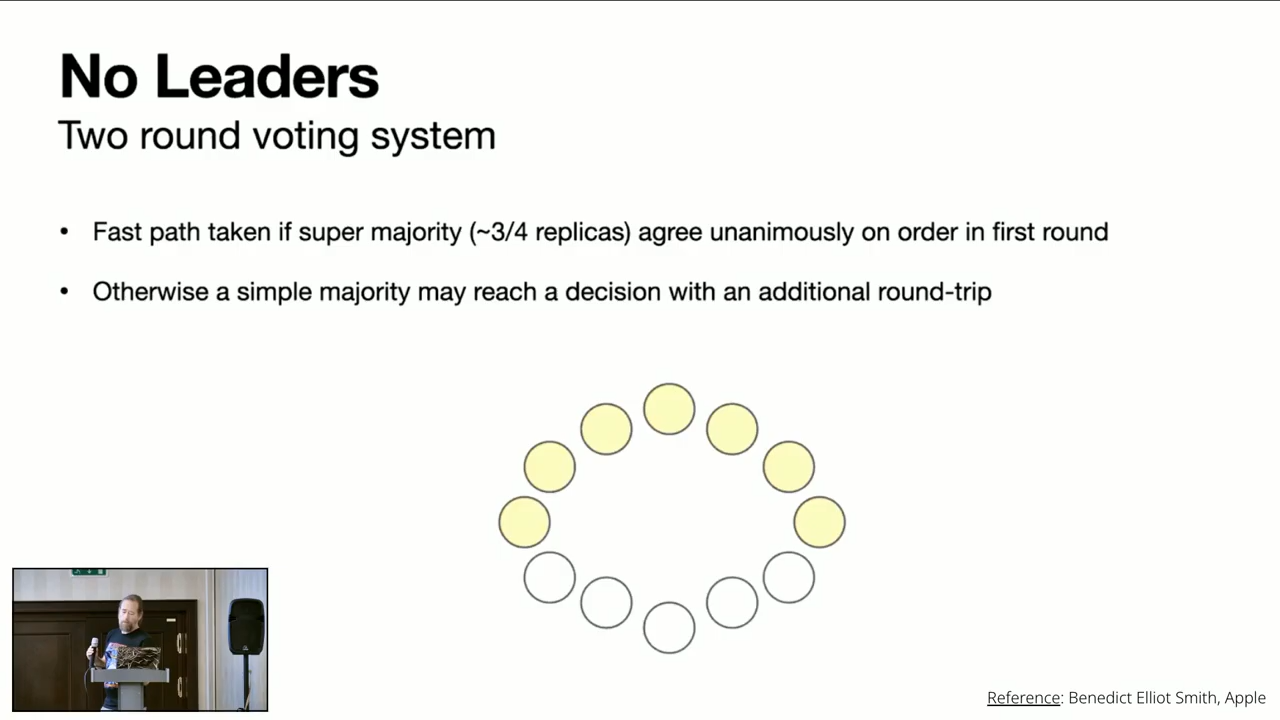 No Leaders
Two round voting system
• Fast path taken if super majority (~3/4 replicas) agree unanimously on order in first round
• Otherwise a simple majority may reach a decision with an additional round-trip
Reference: Benedict Elliot Smith, Apple